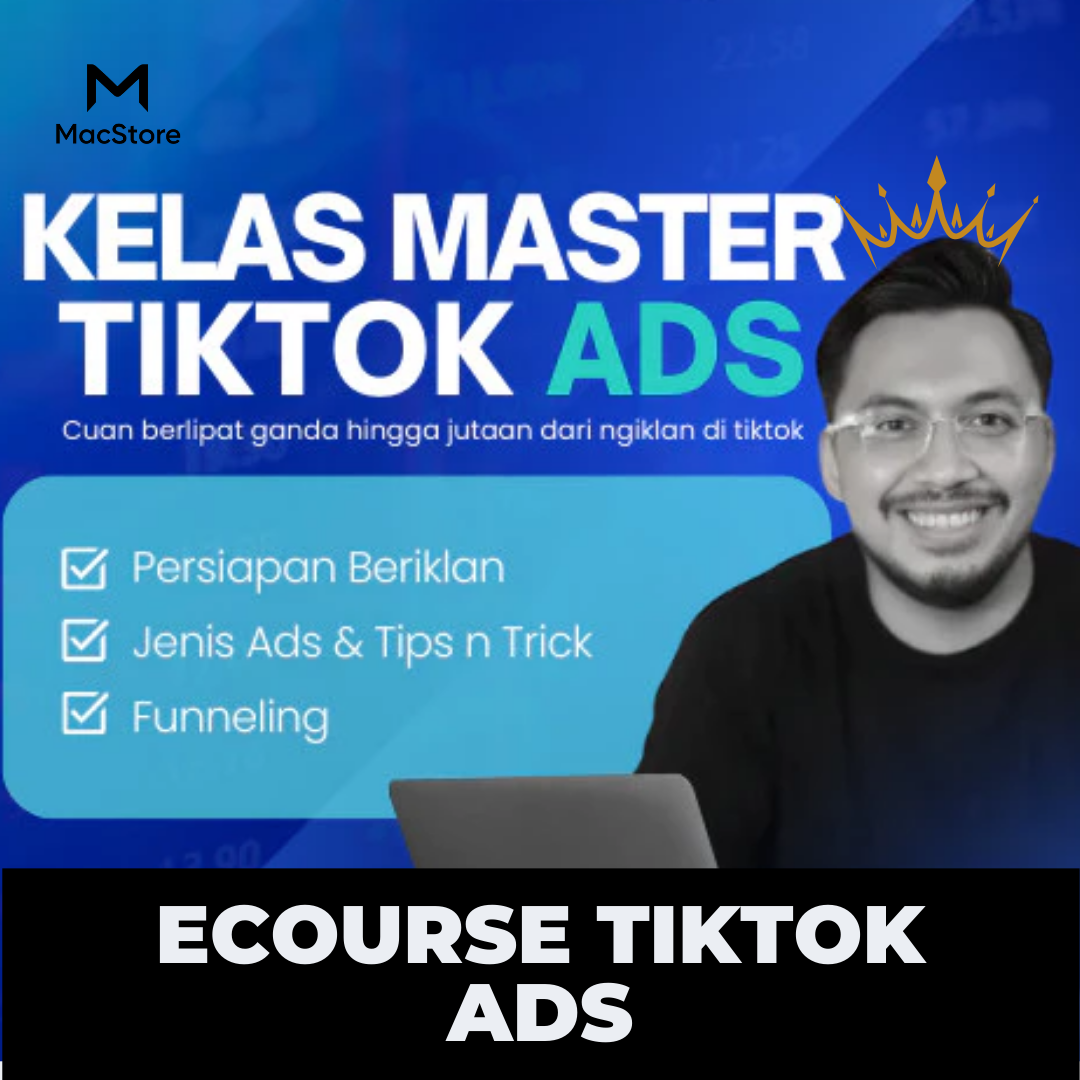 MacStore
KELAS MASTER
TIKTOK ADS
Cuan berlipat ganda hingga jutaan dari ngiklan di tiktok
Persiapan Beriklan
Jenis Ads & Tips n Trick
Funneling
ECOURSE TIKTOK
ADS